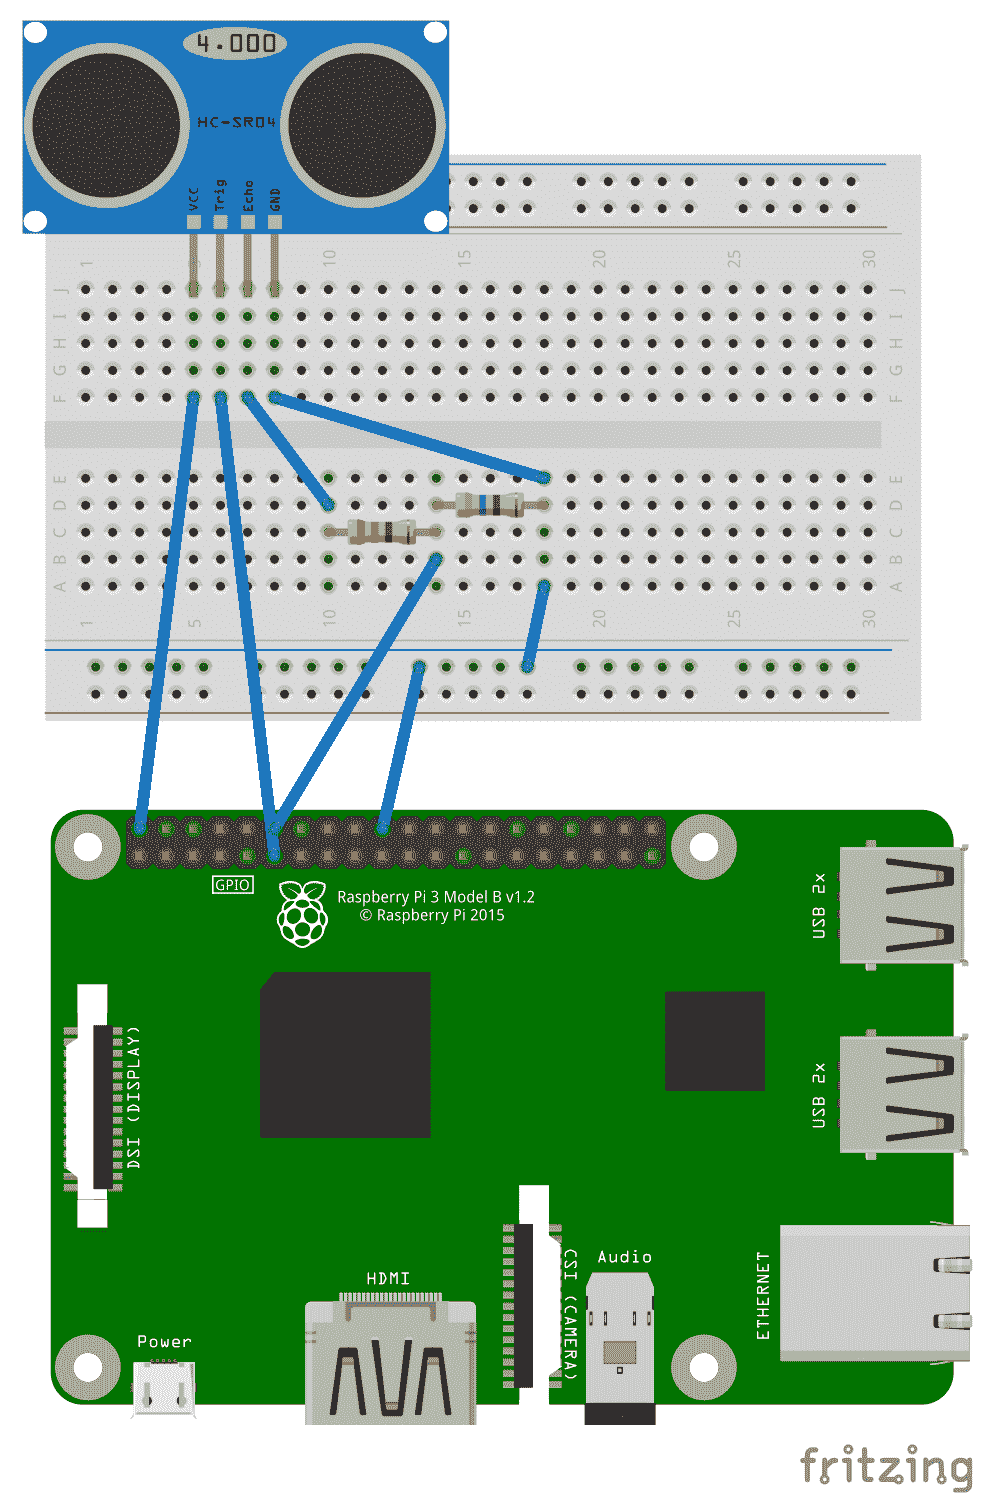 4.000
HC-SR04
VCC
Trig
Echo
GND
1
5
10
15
20
25
30
J
J
I
I
H
H
G
G
F
F
E
E
D
D
C
C
B
B
A
A
1
5
10
15
20
25
30
GPIO
Raspberry Pi 3 Model B v1.2
© Raspberry Pi 2015
USB 2x
DSI (DISPLAY)
USB 2x
HDMI
CSI (CAMERA)
Audio
ETHERNET
Power
fritzing